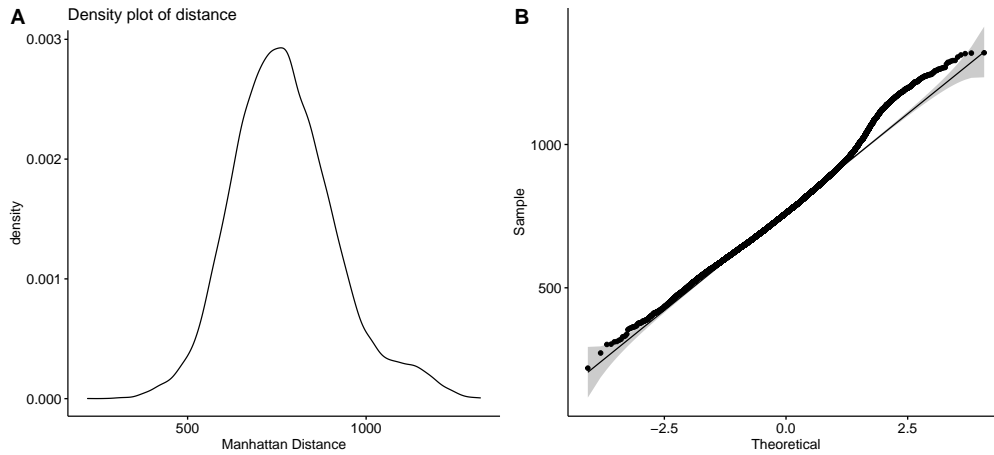 A
Density plot of distance
0.003
0.002
0.001
0.000
density
500
1000
Manhattan Distance
B
1000
500
Sample
−2.5
0.0
2.5
Theoretical